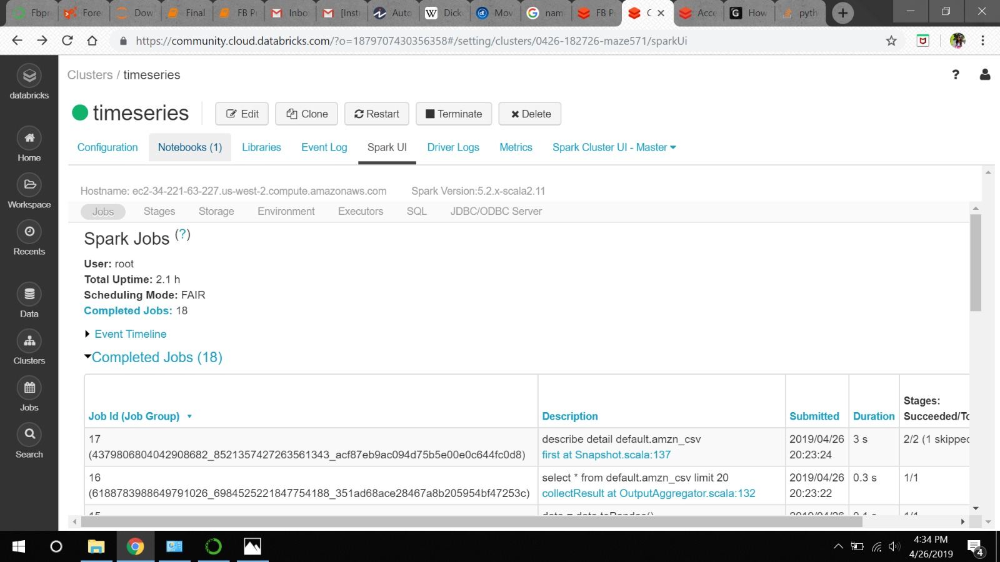 Fbpr
Fore
Dow
Final
FB P
Inbo
[Inst
Auto
Dick
Mov
nam
FB P
C
Acce
How
pyth
https://community.cloud.databricks.com/?o=1879707430356358#/setting/clusters/0426-182726-maze571/sparkUi
databricks
Home
Workspace
Recents
Data
Clusters
Jobs
Search
Clusters / timeseries
?
timeseries
Edit
Clone
Restart
Terminate
Delete
Configuration
Notebooks (1)
Libraries
Event Log
Spark UI
Driver Logs
Metrics
Spark Cluster UI - Master
Hostname: ec2-34-221-63-227.us-west-2.compute.amazonaws.com Spark Version:5.2.x-scala2.11
Jobs
Stages
Storage
Environment
Executors
SQL
JDBC/ODBC Server
Spark Jobs (?)
User: root
Total Uptime: 2.1 h
Scheduling Mode: FAIR
Completed Jobs: 18
Event Timeline
Completed Jobs (18)
Job Id (Job Group)
Description
Submitted
Duration
Stages:
Succeeded/To
17
(4379806804042908682_8521357427263561343_acf87eb9ac094d75b5e00e0c644fc0d8)
describe detail default.amzn_csv
first at Snapshot.scala:137
2019/04/26
20:23:24
3 s
2/2 (1 skipped
16
(6188783988649791026_6984525221847754188_351ad68ace28467a8b205954bf47253c)
select * from default.amzn_csv limit 20
collectResult at OutputAggregator.scala:132
2019/04/26
20:23:22
0.3 s
1/1
4:34 PM
4/26/2019
4